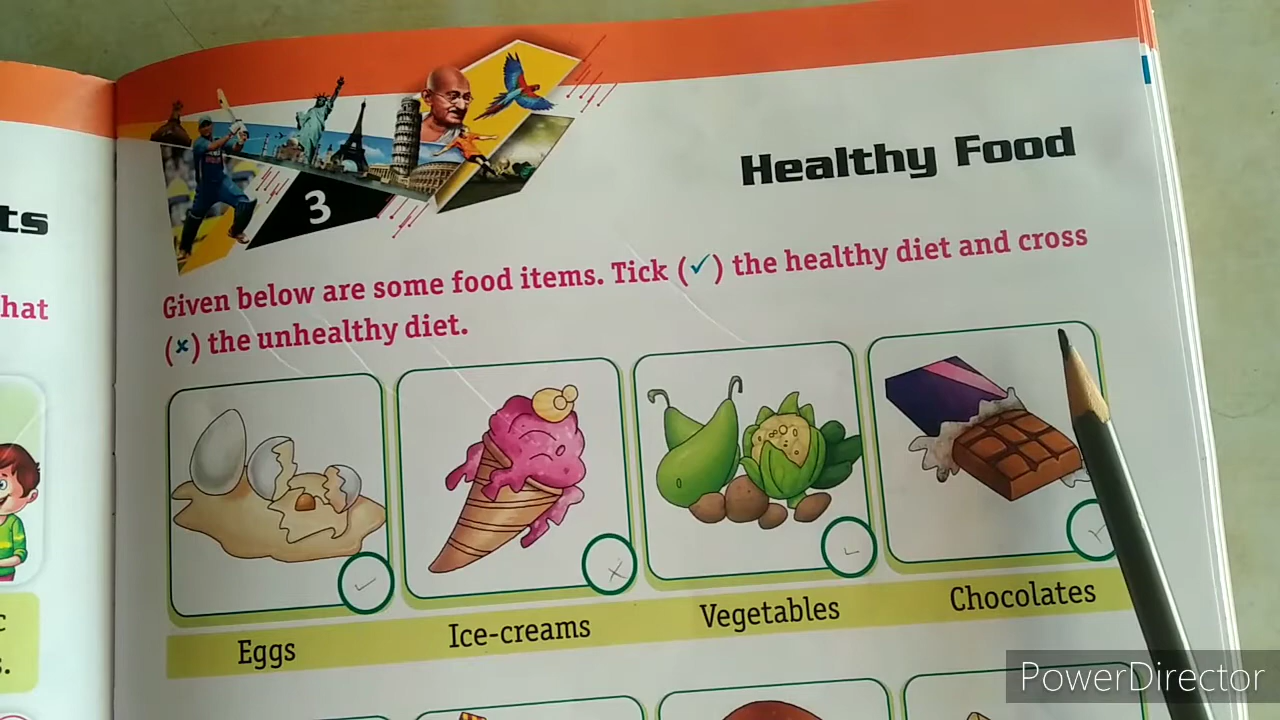 ts
hat
c
s.
3
Healthy Food
Given below are some food items. Tick (✓) the healthy diet and cross
(×) the unhealthy diet.
Eggs
Ice-creams
Vegetables
Chocolates
PowerDirector